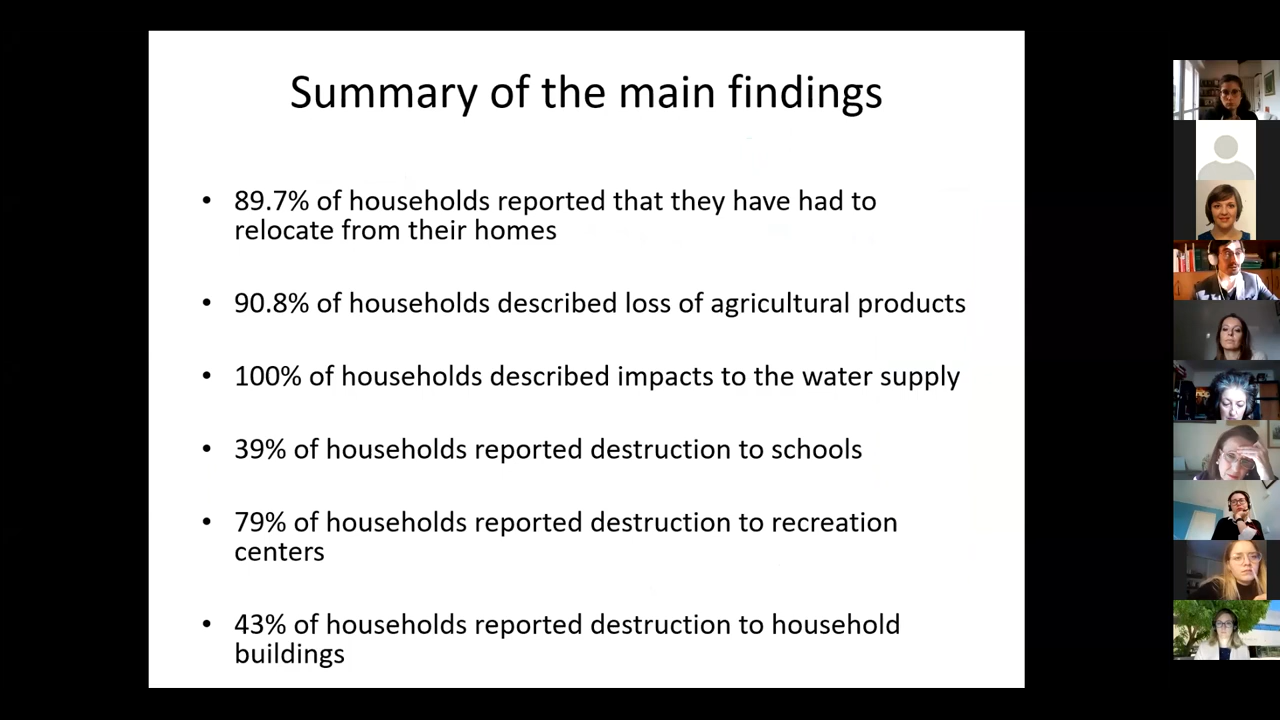 Summary of the main findings
• 89.7% of households reported that they have had to
relocate from their homes
• 90.8% of households described loss of agricultural products
• 100% of households described impacts to the water supply
• 39% of households reported destruction to schools
• 79% of households reported destruction to recreation
centers
• 43% of households reported destruction to household
buildings